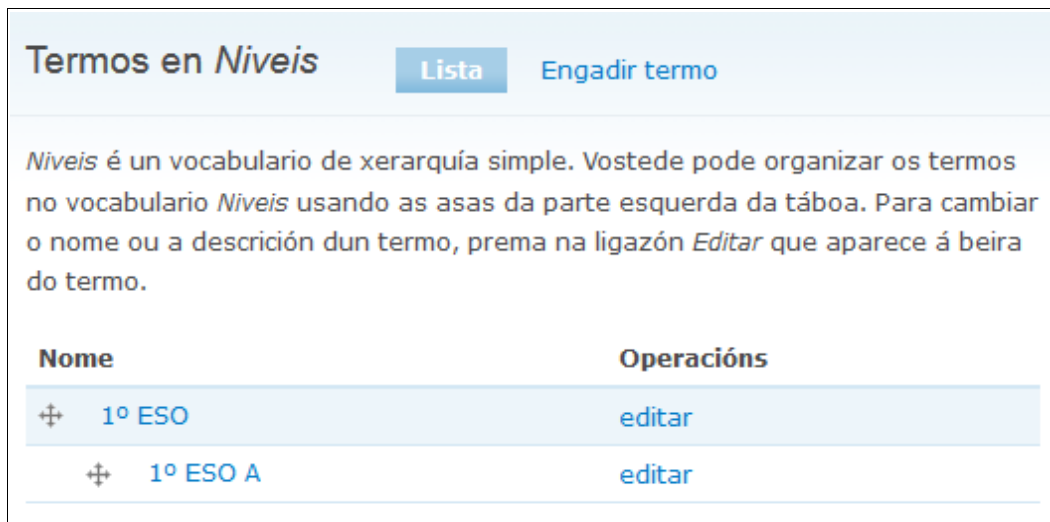 Termos en Niveis Lista Engadir termo
Niveis é un vocabulario de xerarquía simple. Vostede pode organizar os termos
no vocabulario Niveis usando as asas da parte esquerda da táboa. Para cambiar
o nome ou a descrición dun termo, prema na ligazón Editar que aparece á beira
do termo.
Nome Operacións
1º ESO editar
1º ESO A editar